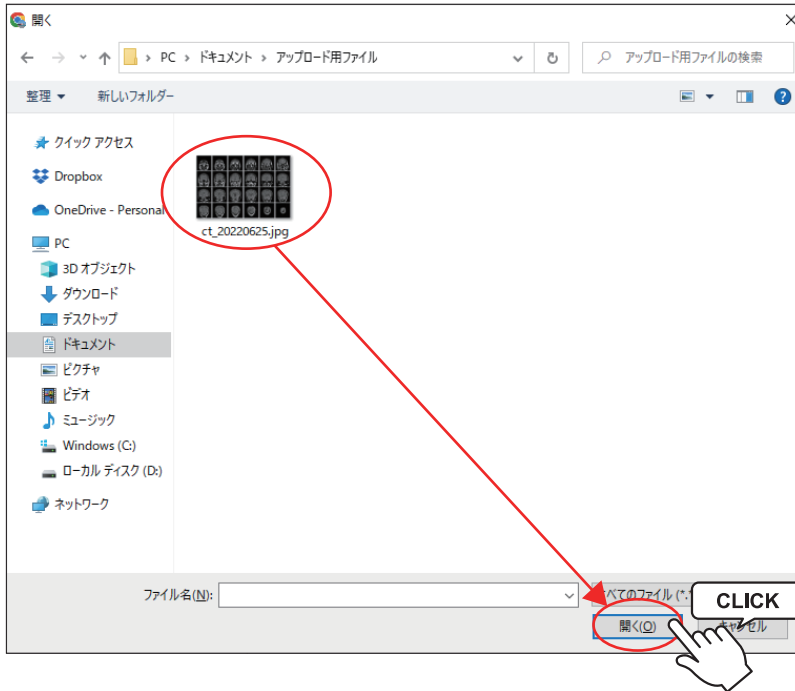 開く
PC › ドキュメント › アップロード用ファイル
アップロード用ファイルの検索
整理
新しいフォルダー
クイック アクセス
Dropbox
OneDrive - Personal
PC
3D オブジェクト
ダウンロード
デスクトップ
ドキュメント
ピクチャ
ビデオ
ミュージック
Windows (C:)
ローカル ディスク (D:)
ネットワーク
ct_20220625.jpg
ファイル名(N):
べてのファイル (*.
CLICK
開く(O)
キャンセル